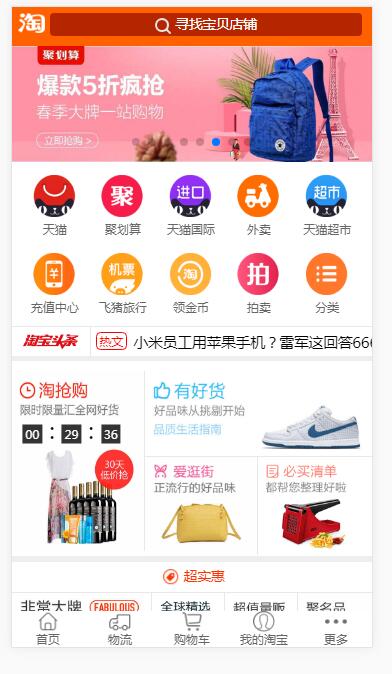 淘 寻找宝贝店铺
聚划算
爆款5折疯抢
春季大牌一站购物
立即抢购 >
聚 进口 超市
天猫 聚划算 天猫国际 外卖 天猫超市
机票 淘 拍
充值中心 飞猪旅行 领金币 拍卖 分类
淘宝头条 热文 小米员工用苹果手机？雷军这回答666
淘抢购
限时限量汇全网好货
00 : 29 : 36
30天
低价抢
有好货
好品味从挑剔开始
品质生活指南
爱逛街
正流行的好品味
必买清单
都帮您整理好啦
超实惠
非常大牌 FABULOUS 全球精选 超值量贩 聚名品
首页 物流 购物车 我的淘宝 更多